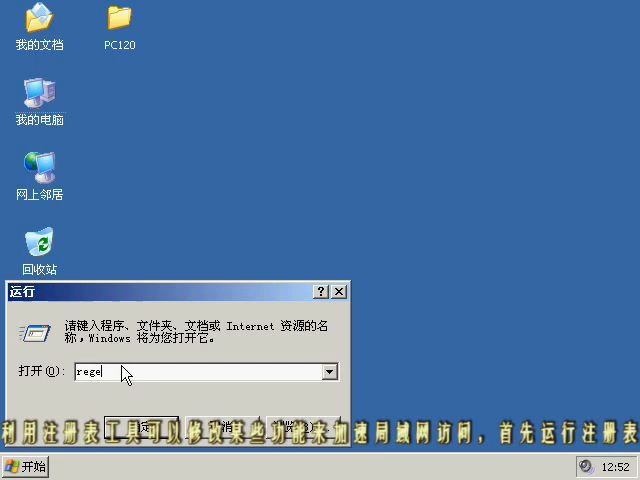 我的文档
PC120
我的电脑
网上邻居
回收站
运行
请键入程序、文件夹、文档或 Internet 资源的名
称,Windows 将为您打开它。
打开(O):
rege
利用注册表工具可以修改某些功能来加速局域网访问，首先运行注册表
开始
12:52